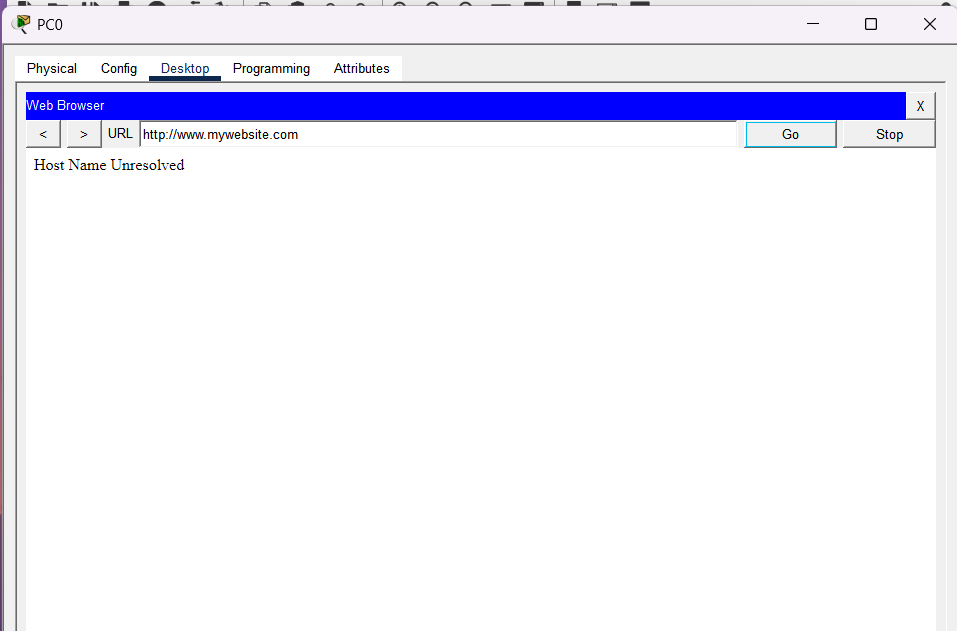 PC0
Physical Config Desktop Programming Attributes
Web Browser X
< > URL http://www.mywebsite.com Go Stop
Host Name Unresolved